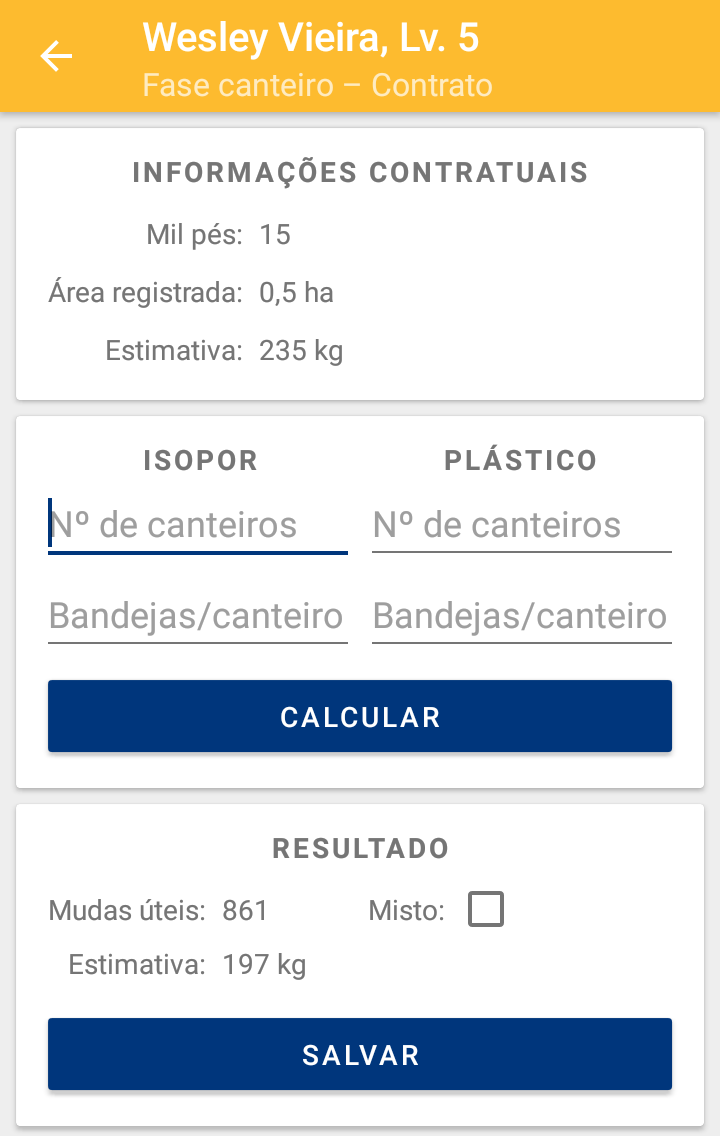 Wesley Vieira, Lv. 5
Fase canteiro – Contrato
INFORMAÇÕES CONTRATUAIS
Mil pés: 15
Área registrada: 0,5 ha
Estimativa: 235 kg
ISOPOR PLÁSTICO
Nº de canteiros Nº de canteiros
Bandejas/canteiro Bandejas/canteiro
CALCULAR
RESULTADO
Mudas úteis: 861 Misto:
Estimativa: 197 kg
SALVAR